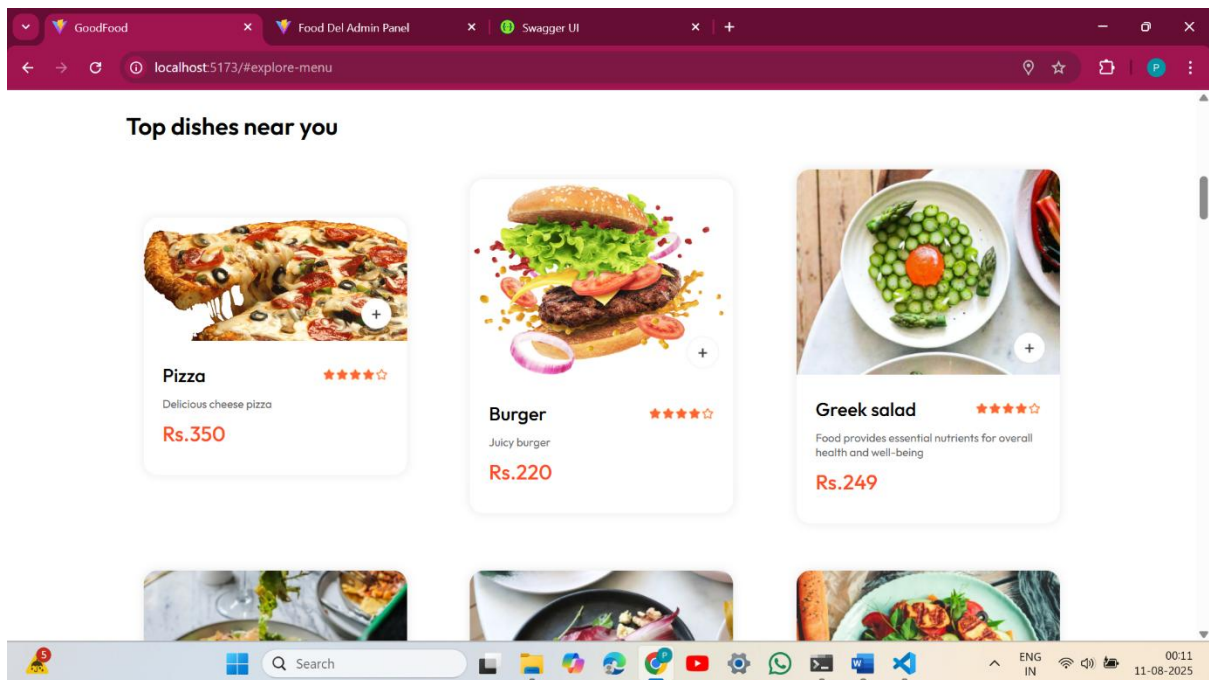 GoodFood
Food Del Admin Panel
Swagger UI
localhost:5173/#explore-menu
P
Top dishes near you
Pizza
Delicious cheese pizza
Rs.350
Burger
Juicy burger
Rs.220
Greek salad
Food provides essential nutrients for overall
health and well-being
Rs.249
5
Search
P
ENG
IN
00:11
11-08-2025